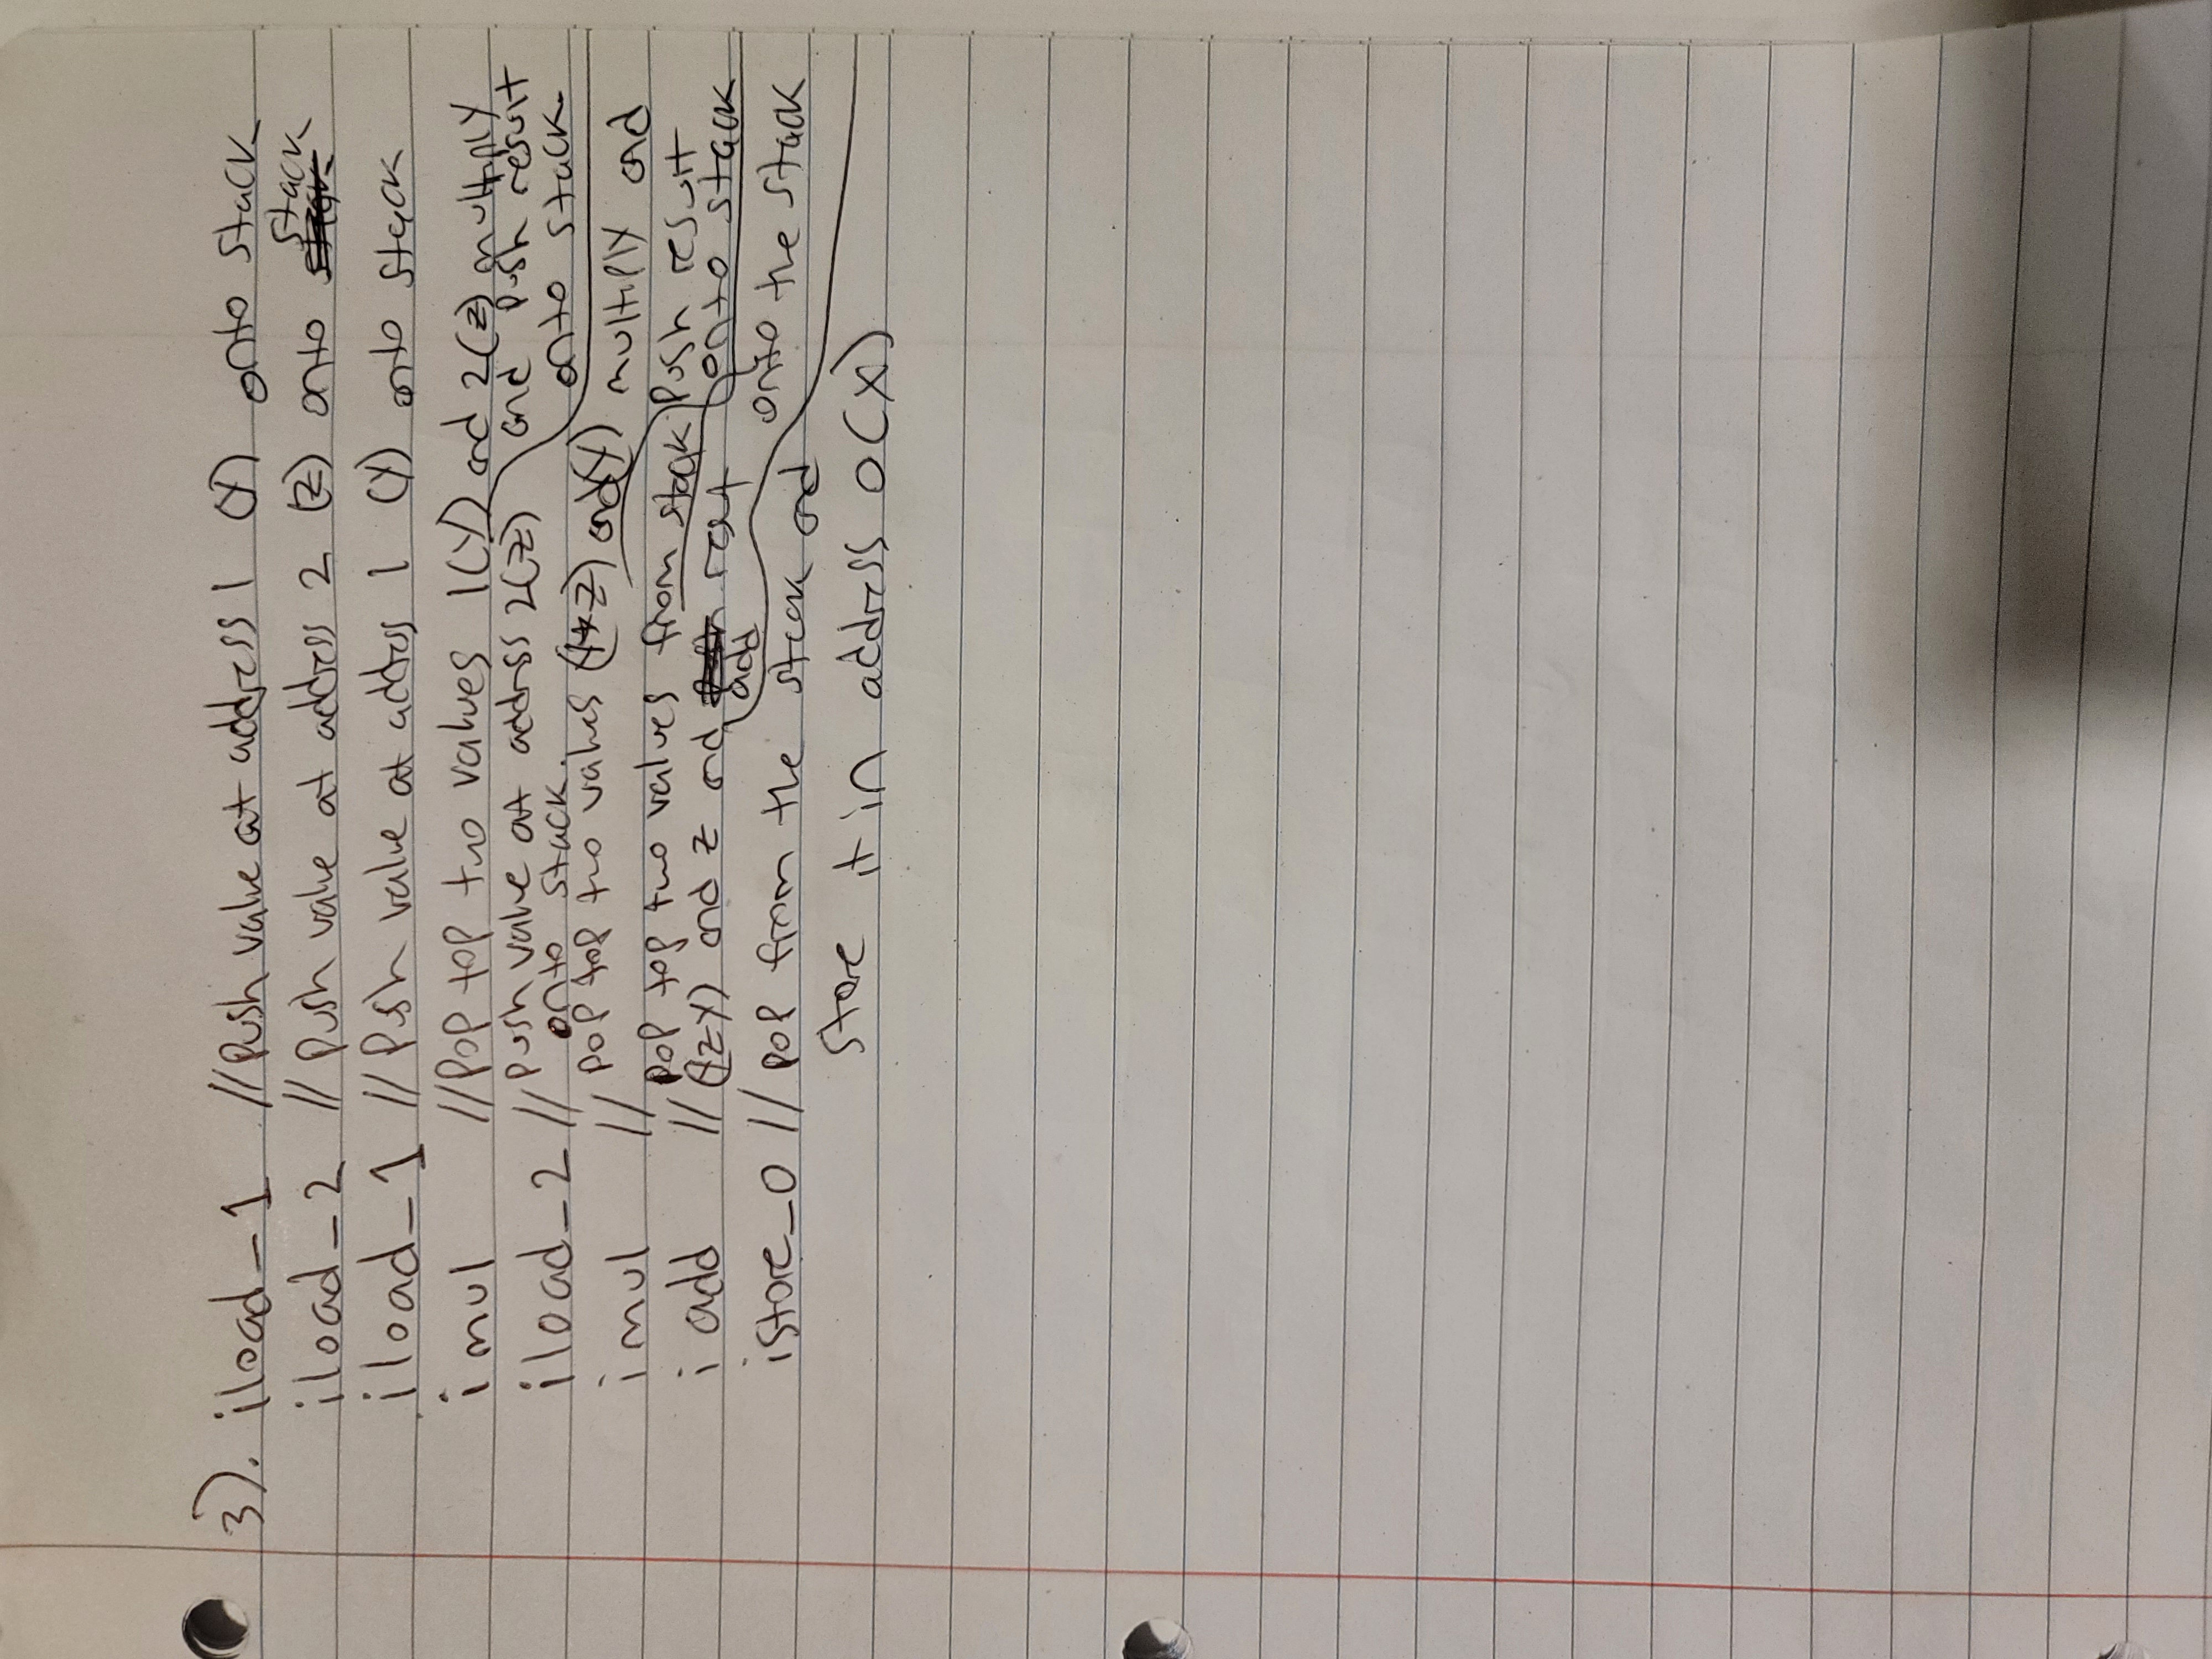 3). iload_1 // Push value at address 1 (Y) onto stack
iload_2 // Push value at address 2 (Z) onto stack
iload_1 // Push value at address 1 (Y) onto stack
imul // Pop top two values 1(Y) and 2(Z) multiply and Push result onto stack
iload_2 // Push value at address 2(Z) onto stack.
imul // Pop top two values (Y*Z) and (Y) multiply and Push result onto stack
iadd // Pop top two values from stack (YZY) and Z and add onto the stack
istore_0 // Pop from the stack and
store it in address 0(X)